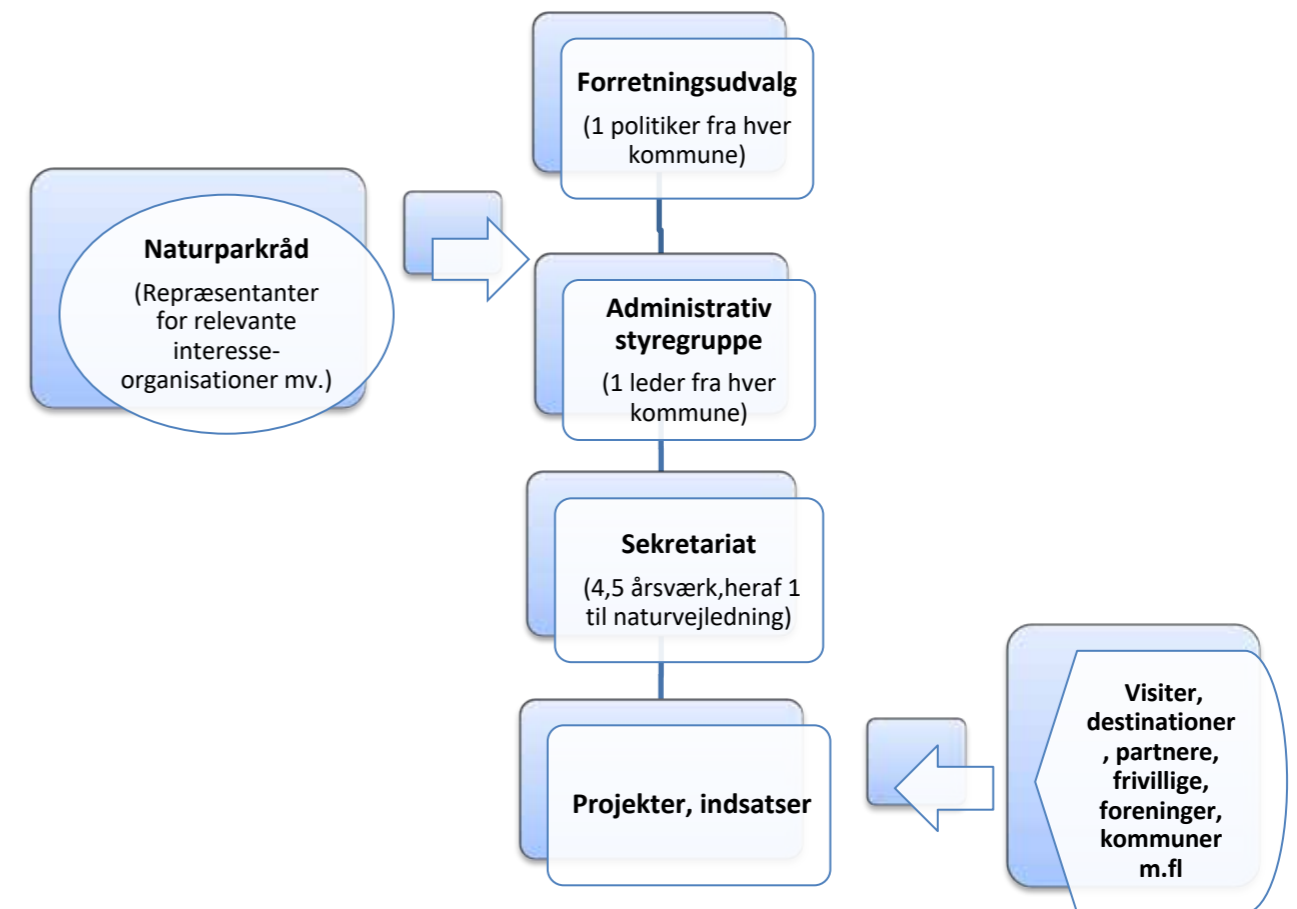 Forretningsudvalg
(1 politiker fra hver
kommune)
Naturparkråd
(Repræsentanter
for relevante
interesse-
organisationer mv.)
Administrativ
styregruppe
(1 leder fra hver
kommune)
Sekretariat
(4,5 årsværk,heraf 1
til naturvejledning)
Projekter, indsatser
Visiter,
destinationer
, partnere,
frivillige,
foreninger,
kommuner
m.fl